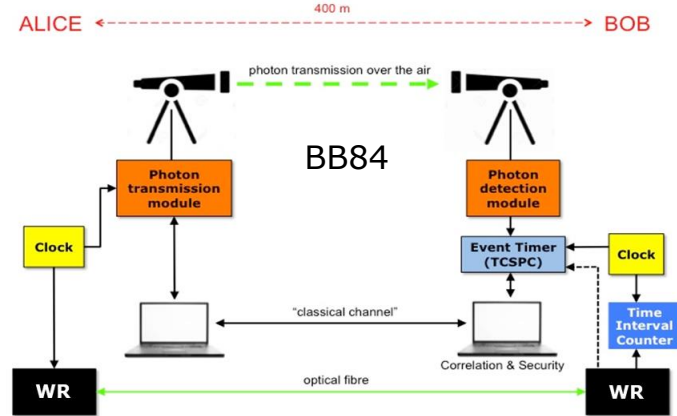 400 m
ALICE
BOB
photon transmission over the air
BB84
Photon
transmission
module
Photon
detection
module
Clock
Event Timer
(TCSPC)
Clock
"classical channel"
Time
Interval
Counter
Correlation & Security
optical fibre
WR
WR